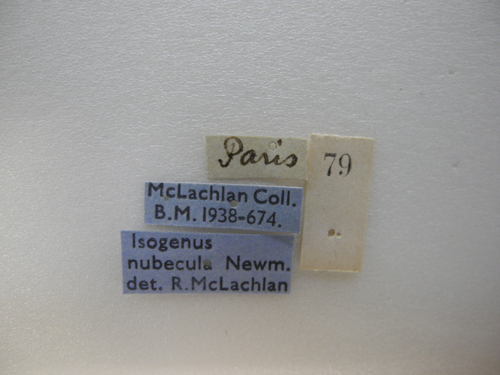 Paris
79
McLachlan Coll.
B.M. 1938-674.
Isogenus
nubecula Newm.
det. R. McLachlan